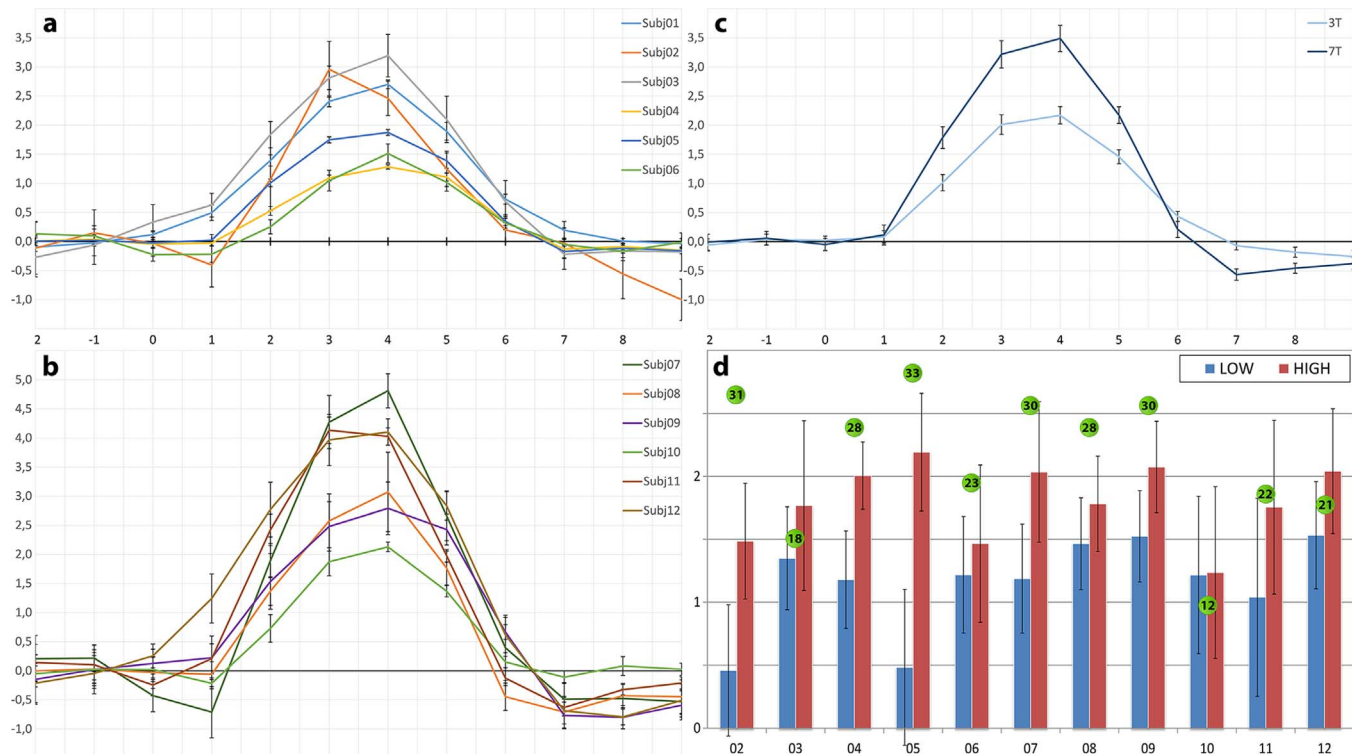 a
Subj01
Subj02
Subj03
Subj04
Subj05
Subj06
3,5
3,0
2,5
2,0
1,5
1,0
0,5
0,0
-0,5
-1,0
2 -1 0 1 2 3 4 5 6 7 8
c
3T
7T
3,5
3,0
2,5
2,0
1,5
1,0
0,5
0,0
-0,5
-1,0
2 -1 0 1 2 3 4 5 6 7 8
b
Subj07
Subj08
Subj09
Subj10
Subj11
Subj12
5,0
4,5
4,0
3,5
3,0
2,5
2,0
1,5
1,0
0,5
0,0
-0,5
-1,0
d
LOW HIGH
31 18 28 33 23 30 28 30 12 22 21
2
1
0
02 03 04 05 06 07 08 09 10 11 12